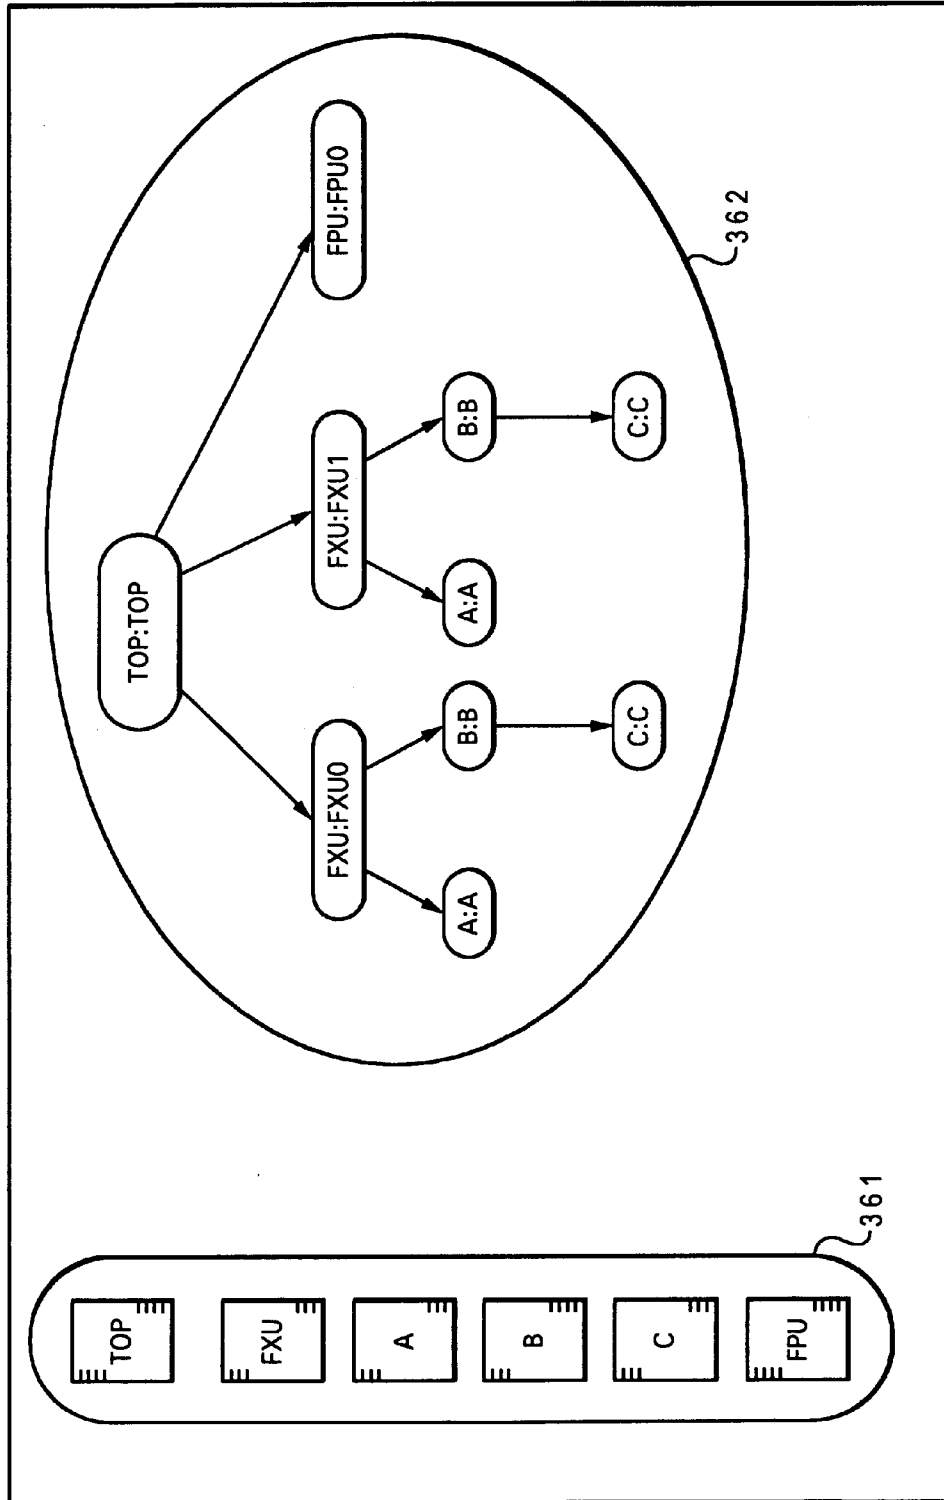 TOP
FXU
A
B
C
FPU
361
TOP:TOP
FXU:FXU0
FXU:FXU1
FPU:FPU0
A:A
B:B
A:A
B:B
C:C
C:C
362